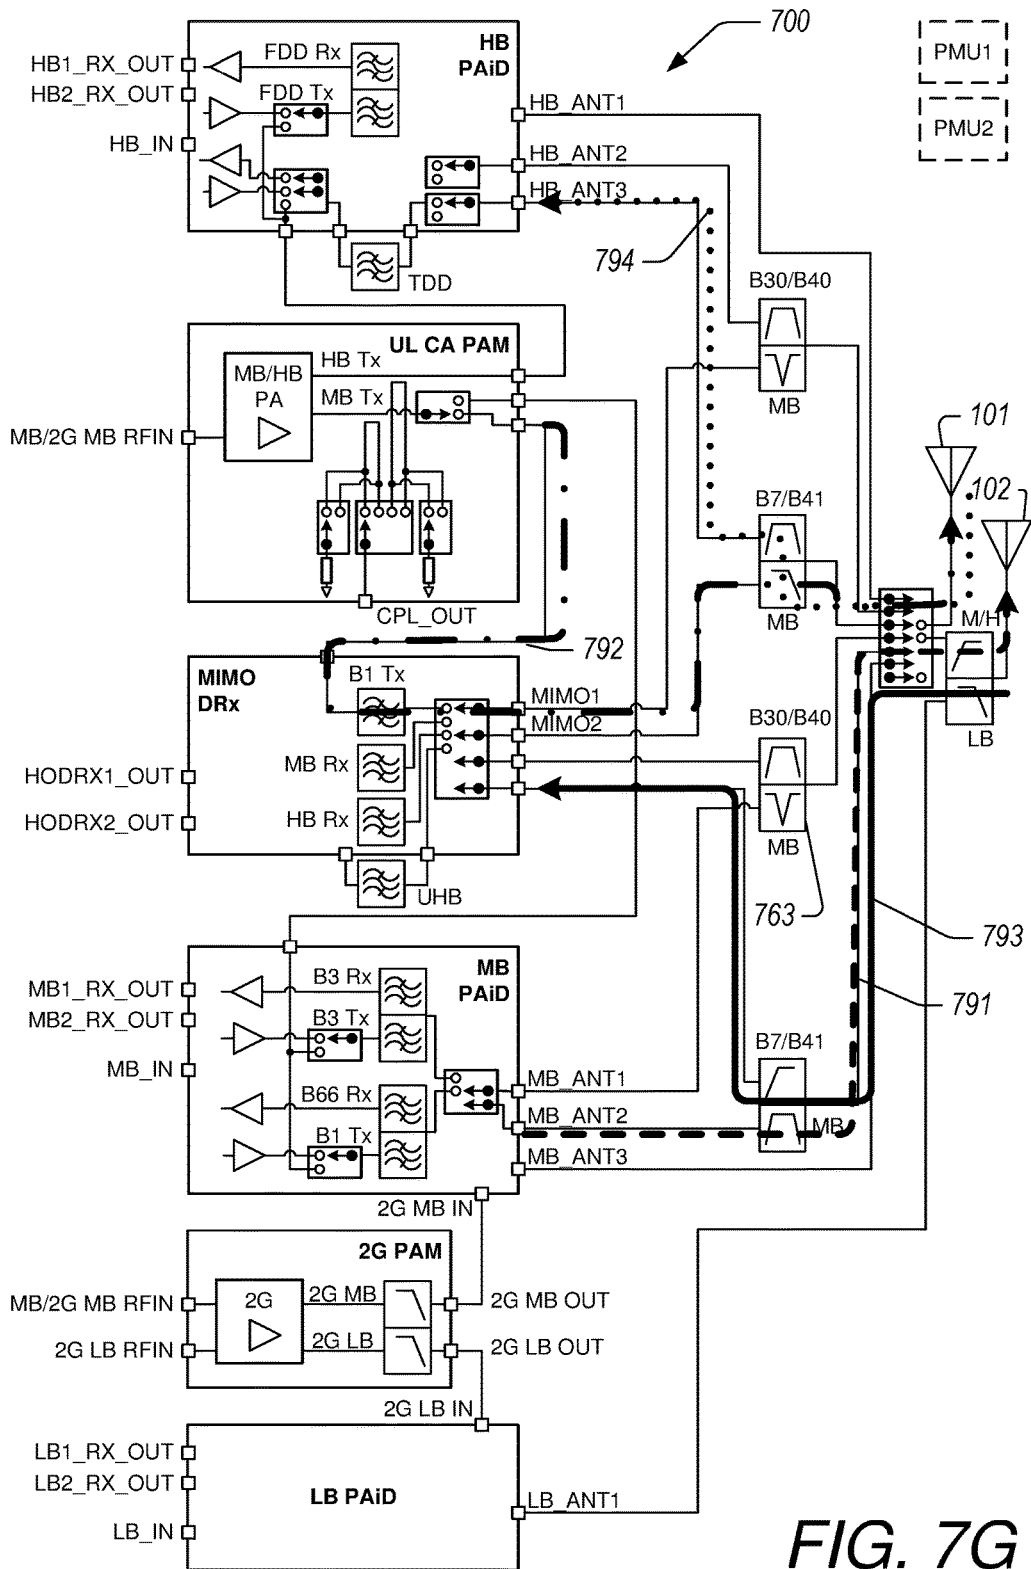 700
PMU1
PMU2
HB
PAiD
FDD Rx
FDD Tx
HB1_RX_OUT
HB2_RX_OUT
HB_IN
HB_ANT1
HB_ANT2
HB_ANT3
TDD
794
B30/B40
MB
UL CA PAM
MB/HB
PA
HB Tx
MB Tx
MB/2G MB RFIN
CPL_OUT
101
102
B7/B41
MB
M/H
LB
792
MIMO
DRx
B1 Tx
MB Rx
HB Rx
MIMO1
MIMO2
HODRX1_OUT
HODRX2_OUT
UHB
B30/B40
MB
763
793
791
MB
PAiD
B3 Rx
B3 Tx
B66 Rx
B1 Tx
MB1_RX_OUT
MB2_RX_OUT
MB_IN
MB_ANT1
MB_ANT2
MB_ANT3
B7/B41
MB
2G MB IN
2G PAM
2G
2G MB
2G LB
MB/2G MB RFIN
2G LB RFIN
2G MB OUT
2G LB OUT
2G LB IN
LB1_RX_OUT
LB2_RX_OUT
LB_IN
LB PAiD
LB_ANT1
FIG. 7G